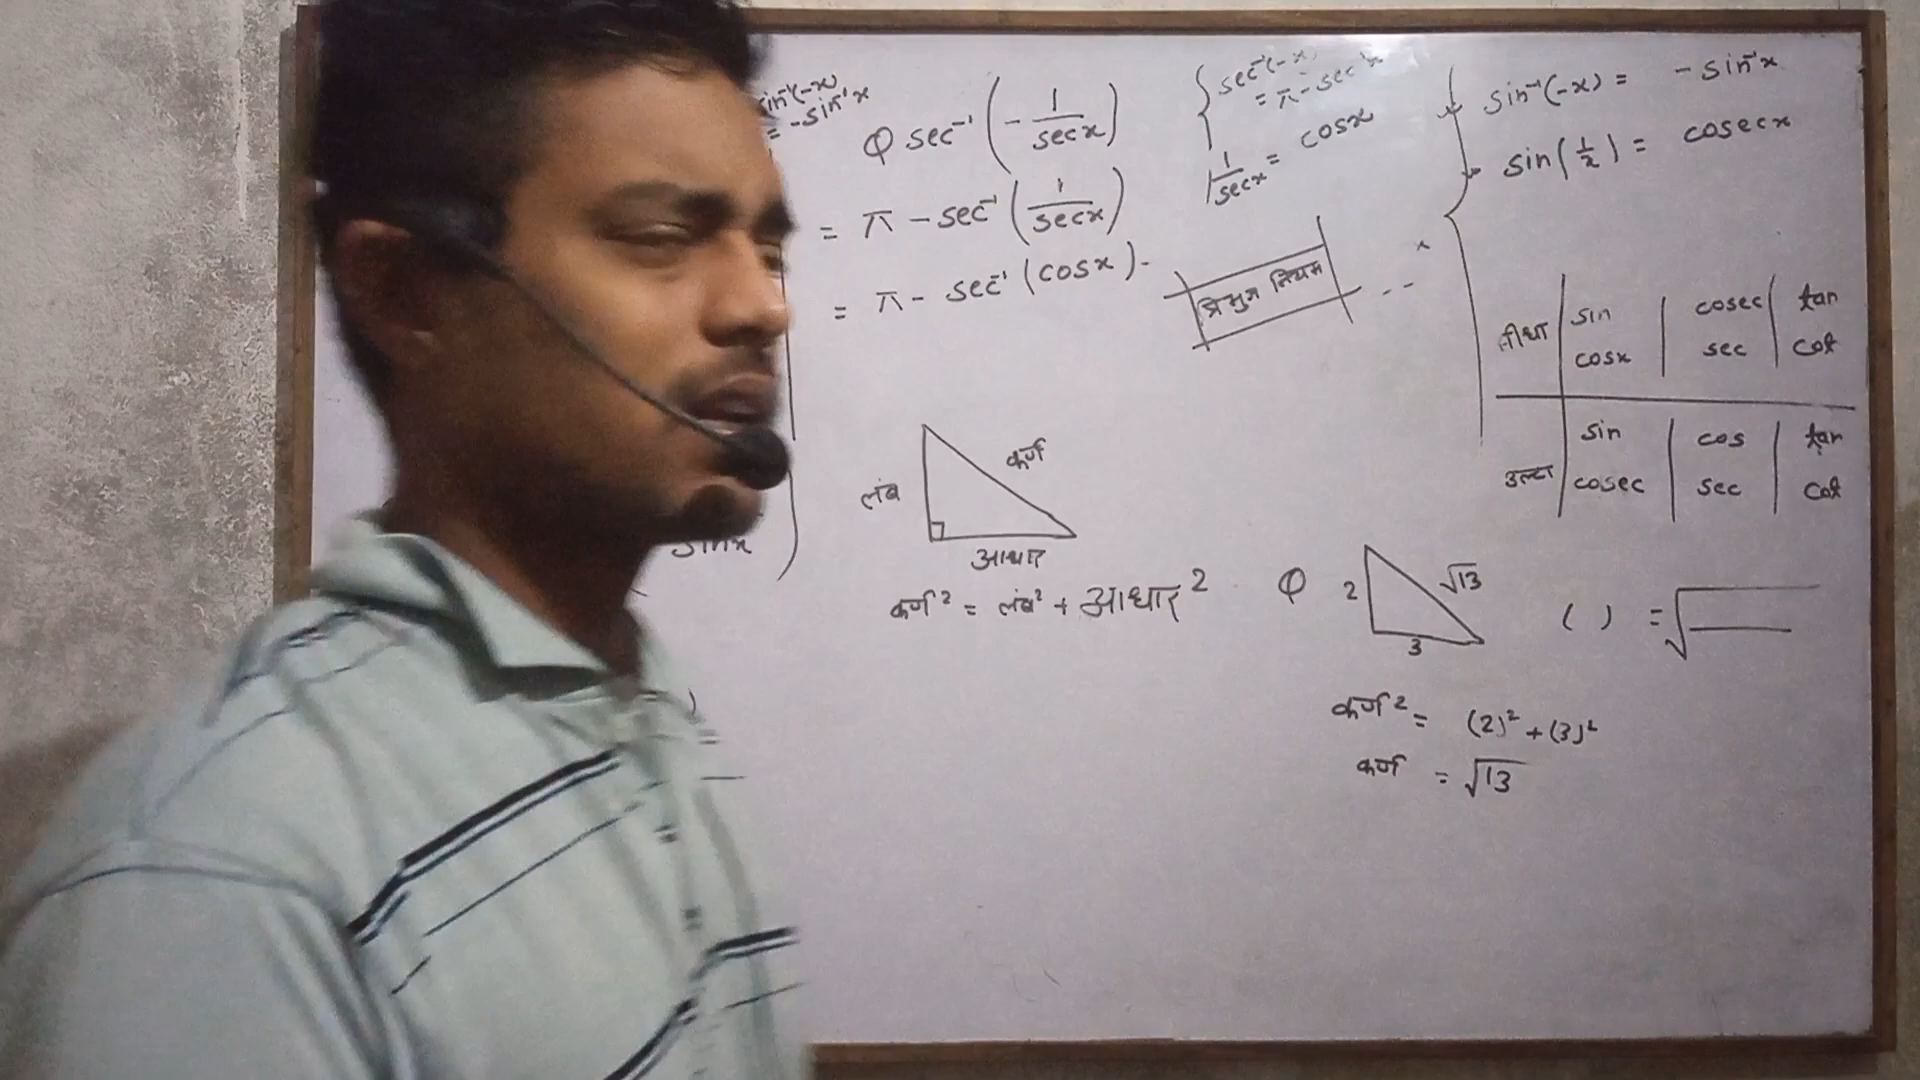 sin⁻¹(-x)
= -sin⁻¹x
Q sec⁻¹(-1/secx)
= π - sec⁻¹(1/secx)
= π - sec⁻¹(cosx).
sec⁻¹(-x)
= π - sec⁻¹x
1/secx = cosx
त्रिभुज नियम
sin⁻¹(-x) = -sin⁻¹x
sin(1/x) = cosecx
सीधा | sin | cosec | tan
cosx | sec | cot
उल्टा | sin | cos | tan
cosec | sec | cot
लंब
कर्ण
आधार
कर्ण² = लंब² + आधार²
sinx
Q 2 √13 3 ( ) = √
कर्ण² = (2)² + (3)²
कर्ण = √13